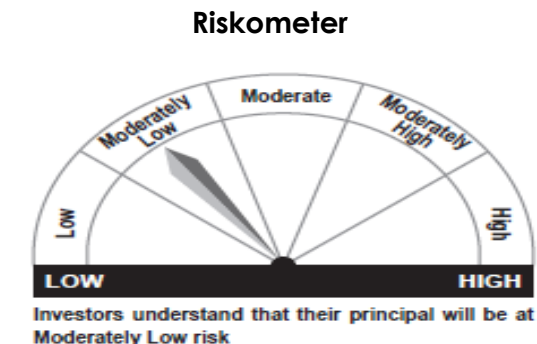 Riskometer
Moderate
Moderately
Low
Moderately
High
Low
High
LOW
HIGH
Investors understand that their principal will be at
Moderately Low risk